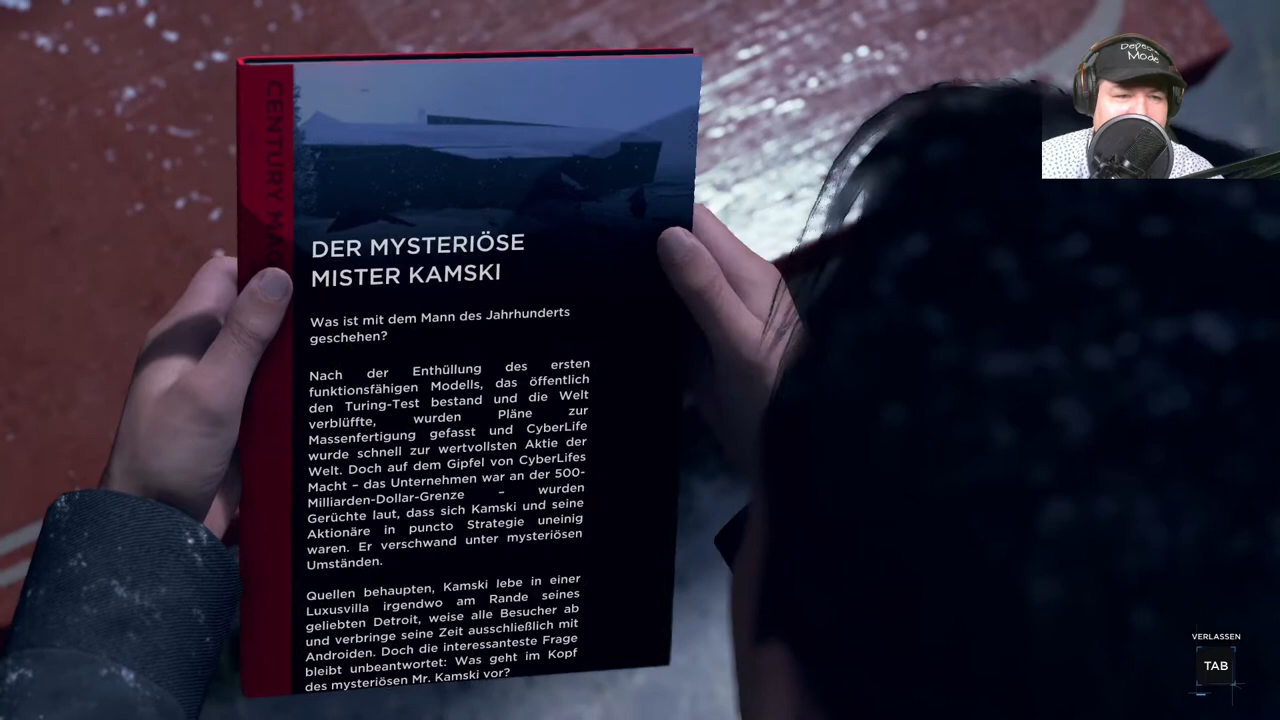 Depeche
Mode
CENTURY MAG
DER MYSTERIÖSE
MISTER KAMSKI
Was ist mit dem Mann des Jahrhunderts
geschehen?
Nach der Enthüllung des ersten
funktionsfähigen Modells, das öffentlich
den Turing-Test bestand und die Welt
verblüffte, wurden Pläne zur
Massenfertigung gefasst und CyberLife
wurde schnell zur wertvollsten Aktie der
Welt. Doch auf dem Gipfel von CyberLifes
Macht – das Unternehmen war an der 500-
Milliarden-Dollar-Grenze – wurden
Gerüchte laut, dass sich Kamski und seine
Aktionäre in puncto Strategie uneinig
waren. Er verschwand unter mysteriösen
Umständen.
Quellen behaupten, Kamski lebe in einer
Luxusvilla irgendwo am Rande seines
geliebten Detroit, weise alle Besucher ab
und verbringe seine Zeit ausschließlich mit
Androiden. Doch die interessanteste Frage
bleibt unbeantwortet: Was geht im Kopf
des mysteriösen Mr. Kamski vor?
VERLASSEN
TAB